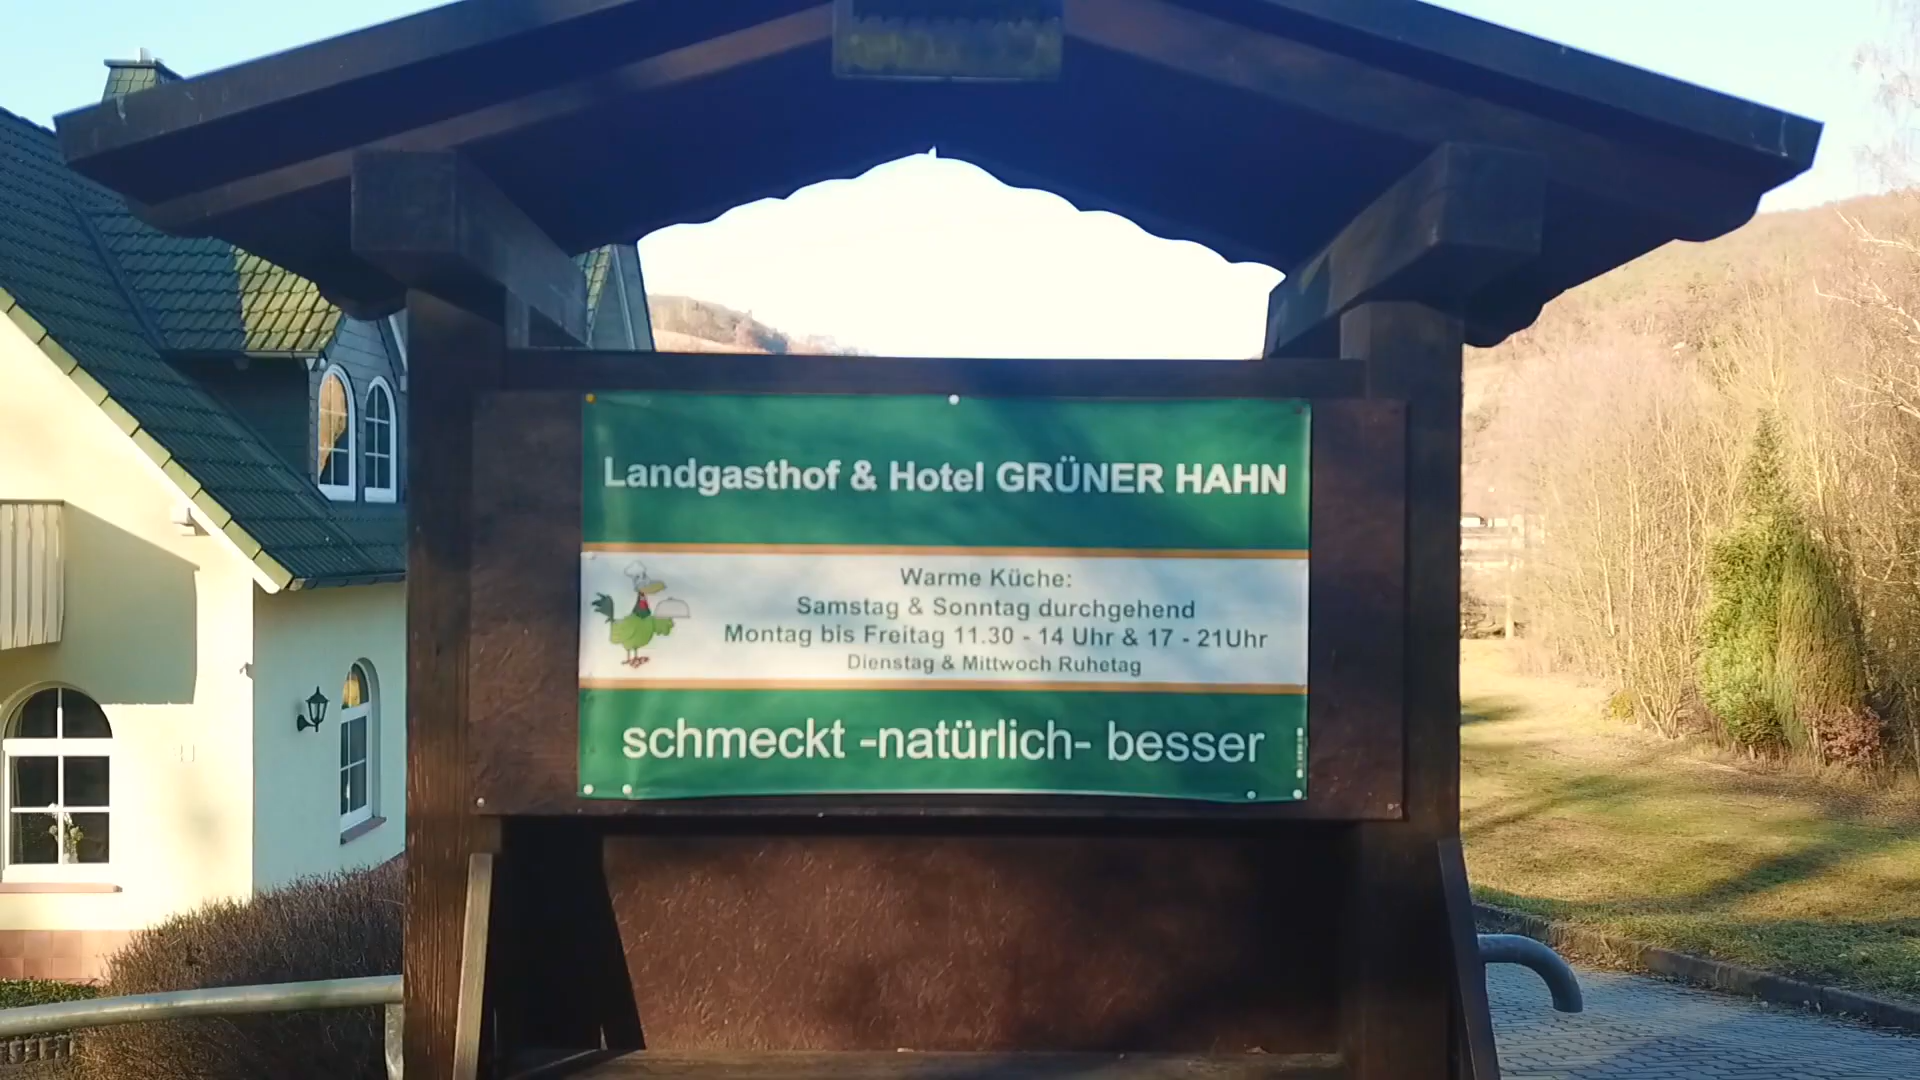 Landgasthof & Hotel GRÜNER HAHN
Warme Küche:
Samstag & Sonntag durchgehend
Montag bis Freitag 11.30 - 14 Uhr & 17 - 21Uhr
Dienstag & Mittwoch Ruhetag
schmeckt -natürlich- besser